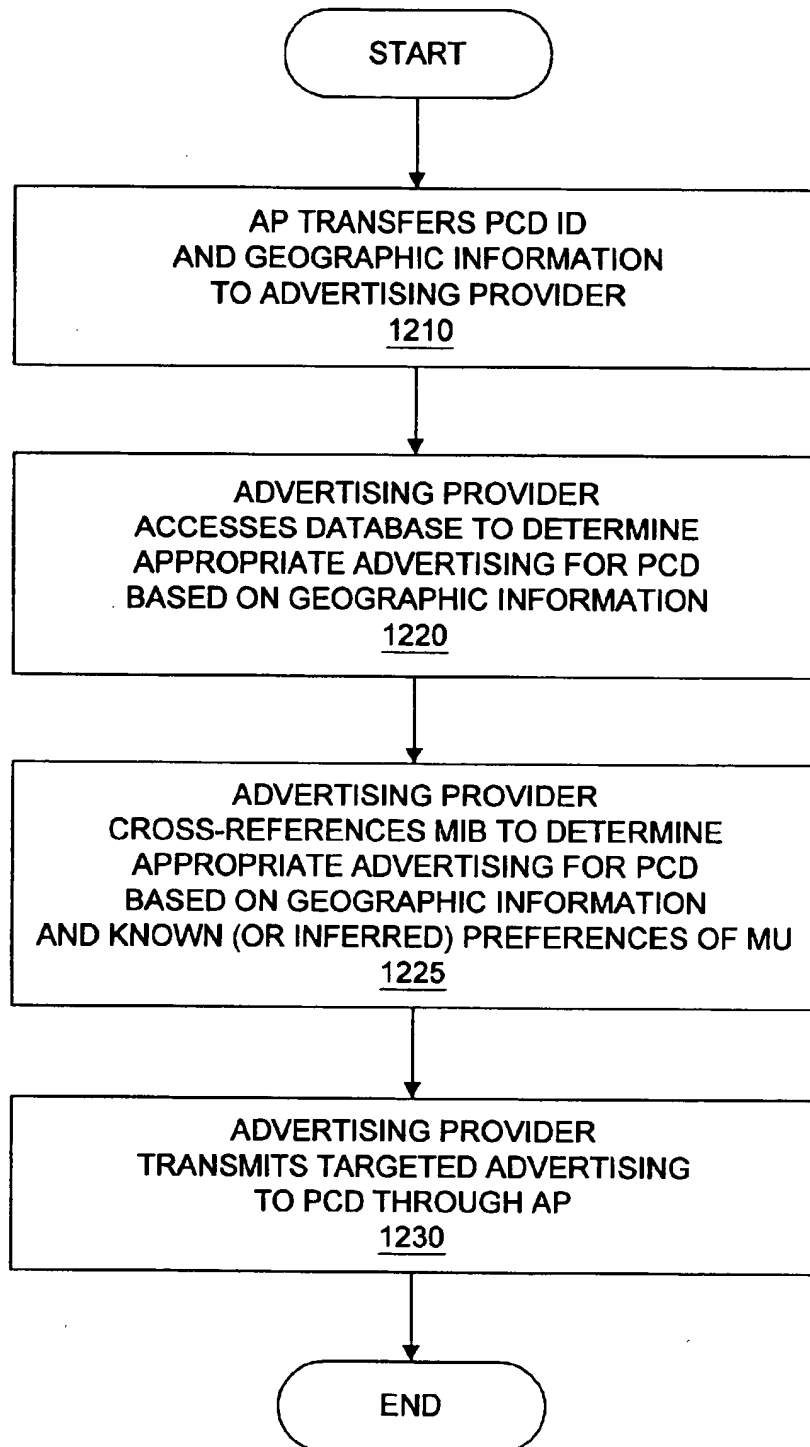 START
AP TRANSFERS PCD ID
AND GEOGRAPHIC INFORMATION
TO ADVERTISING PROVIDER
1210
ADVERTISING PROVIDER
ACCESSES DATABASE TO DETERMINE
APPROPRIATE ADVERTISING FOR PCD
BASED ON GEOGRAPHIC INFORMATION
1220
ADVERTISING PROVIDER
CROSS-REFERENCES MIB TO DETERMINE
APPROPRIATE ADVERTISING FOR PCD
BASED ON GEOGRAPHIC INFORMATION
AND KNOWN (OR INFERRED) PREFERENCES OF MU
1225
ADVERTISING PROVIDER
TRANSMITS TARGETED ADVERTISING
TO PCD THROUGH AP
1230
END